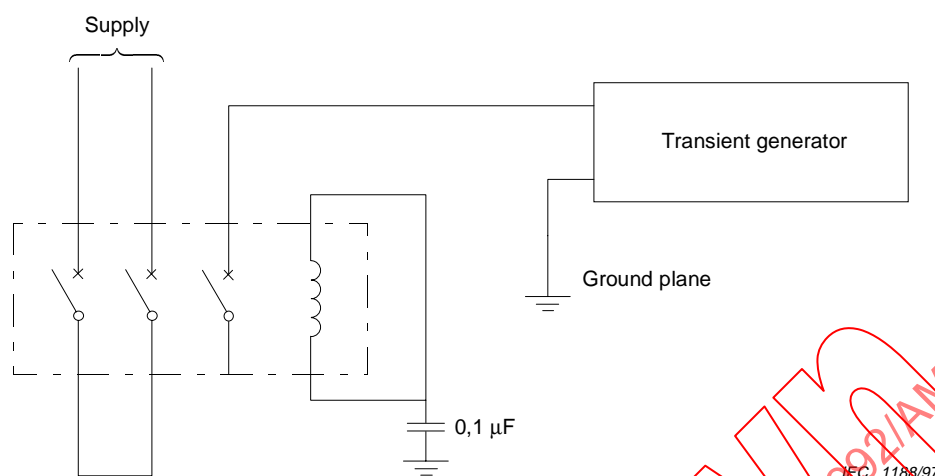 Supply
Transient generator
Ground plane
0,1 μF
IEC 1188/97